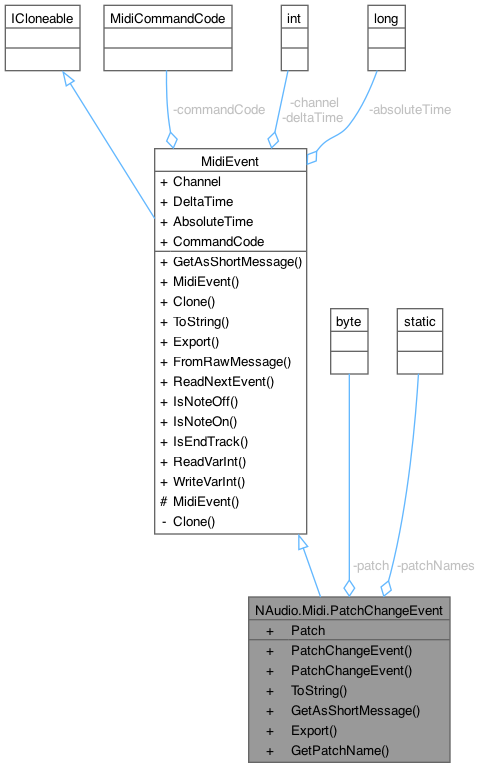 ICloneable
MidiCommandCode
int
long
-commandCode
-channel
-deltaTime
-absoluteTime
MidiEvent
+ Channel
+ DeltaTime
+ AbsoluteTime
+ CommandCode
+ GetAsShortMessage()
+ MidiEvent()
+ Clone()
+ ToString()
+ Export()
+ FromRawMessage()
+ ReadNextEvent()
+ IsNoteOff()
+ IsNoteOn()
+ IsEndTrack()
+ ReadVarInt()
+ WriteVarInt()
# MidiEvent()
- Clone()
byte
static
-patch
-patchNames
NAudio.Midi.PatchChangeEvent
+ Patch
+ PatchChangeEvent()
+ PatchChangeEvent()
+ ToString()
+ GetAsShortMessage()
+ Export()
+ GetPatchName()